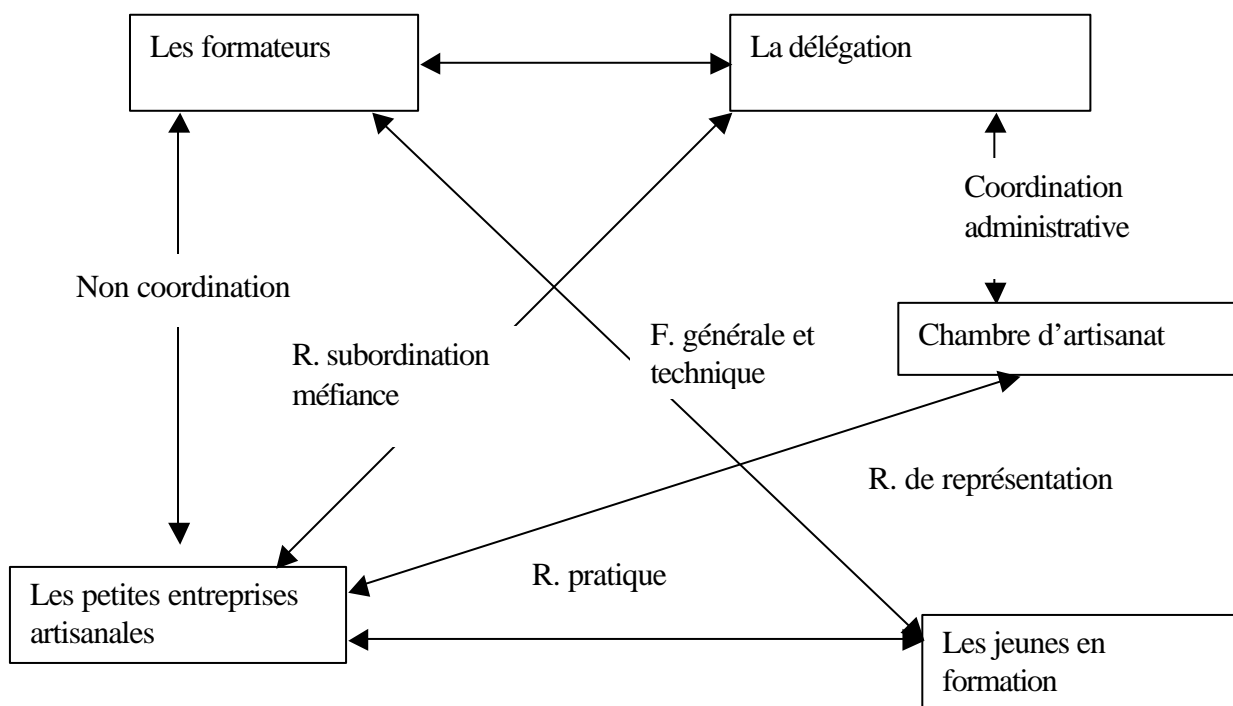 Les formateurs
La délégation
Coordination
administrative
Non coordination
R. subordination
méfiance
F. générale et
technique
Chambre d'artisanat
R. de représentation
R. pratique
Les petites entreprises
artisanales
Les jeunes en
formation